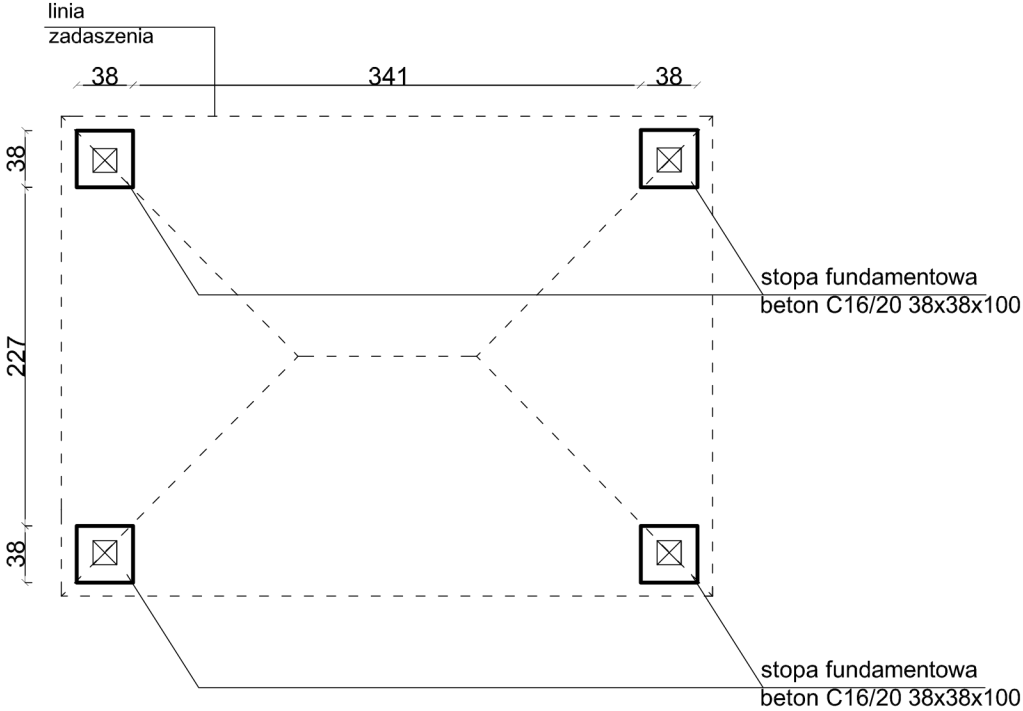 linia
zadaszenia
38
341
38
38
227
38
stopa fundamentowa
beton C16/20 38x38x100
stopa fundamentowa
beton C16/20 38x38x100